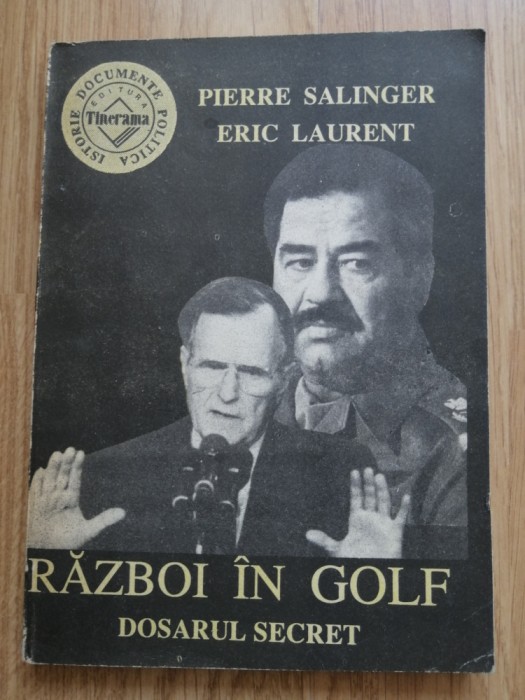 ISTORIE DOCUMENTE POLITICA
EDITURA
Tinerama
PIERRE SALINGER
ERIC LAURENT
RĂZBOI ÎN GOLF
DOSARUL SECRET